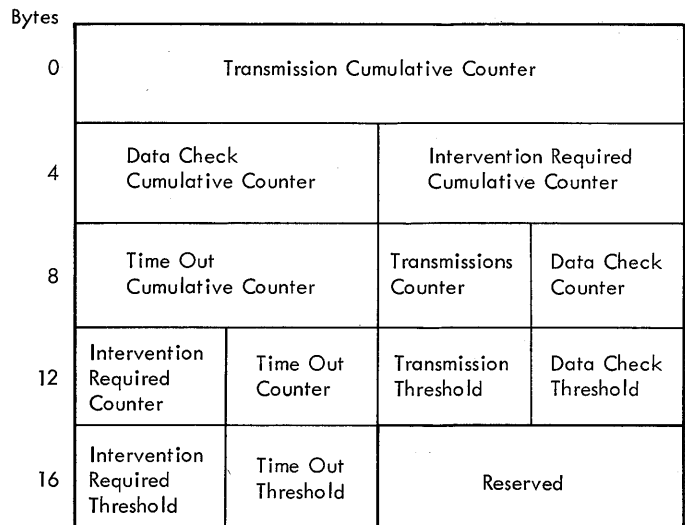 Bytes
0
Transmission Cumulative Counter
4
Data Check
Cumulative Counter
Intervention Required
Cumulative Counter
8
Time Out
Cumulative Counter
Transmissions
Counter
Data Check
Counter
12
Intervention
Required
Counter
Time Out
Counter
Transmission
Threshold
Data Check
Threshold
16
Intervention
Required
Threshold
Time Out
Threshold
Reserved